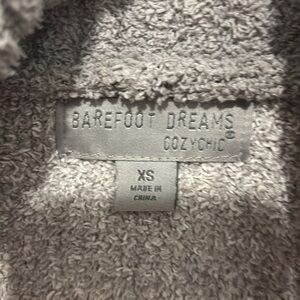 BAREFOOT DREAMS®
COZYCHIC®
XS
MADE IN
CHINA